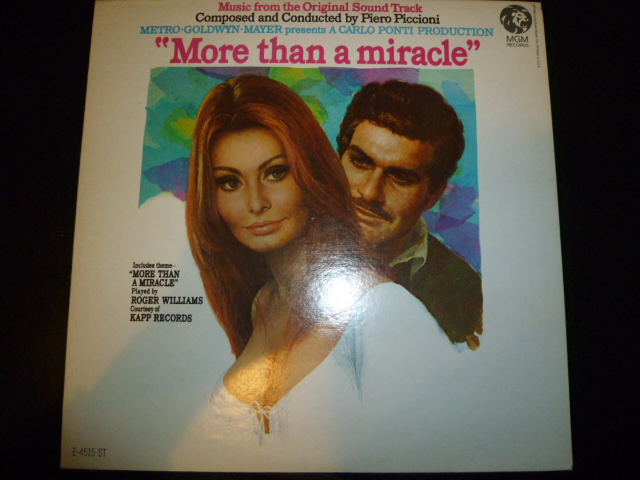 Music from the Original Sound Track
Composed and Conducted by Piero Piccioni
METRO-GOLDWYN-MAYER presents A CARLO PONTI PRODUCTION
"More than a miracle"
MGM
RECORDS
Includes theme—
"MORE THAN
A MIRACLE"
Played by
ROGER WILLIAMS
Courtesy of
KAPP RECORDS
E-4515 ST